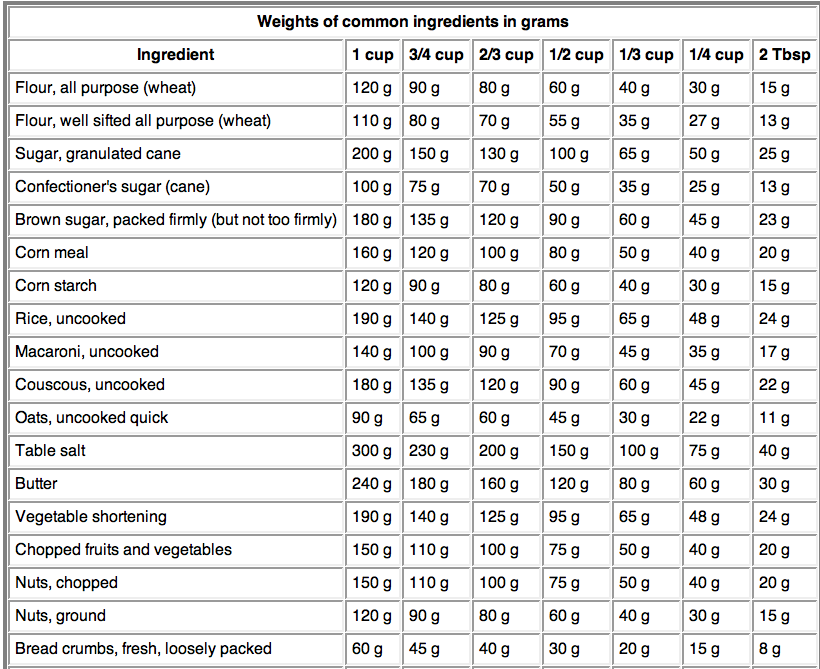 Weights of common ingredients in grams
Ingredient 1 cup 3/4 cup 2/3 cup 1/2 cup 1/3 cup 1/4 cup 2 Tbsp
Flour, all purpose (wheat) 120 g 90 g 80 g 60 g 40 g 30 g 15 g
Flour, well sifted all purpose (wheat) 110 g 80 g 70 g 55 g 35 g 27 g 13 g
Sugar, granulated cane 200 g 150 g 130 g 100 g 65 g 50 g 25 g
Confectioner's sugar (cane) 100 g 75 g 70 g 50 g 35 g 25 g 13 g
Brown sugar, packed firmly (but not too firmly) 180 g 135 g 120 g 90 g 60 g 45 g 23 g
Corn meal 160 g 120 g 100 g 80 g 50 g 40 g 20 g
Corn starch 120 g 90 g 80 g 60 g 40 g 30 g 15 g
Rice, uncooked 190 g 140 g 125 g 95 g 65 g 48 g 24 g
Macaroni, uncooked 140 g 100 g 90 g 70 g 45 g 35 g 17 g
Couscous, uncooked 180 g 135 g 120 g 90 g 60 g 45 g 22 g
Oats, uncooked quick 90 g 65 g 60 g 45 g 30 g 22 g 11 g
Table salt 300 g 230 g 200 g 150 g 100 g 75 g 40 g
Butter 240 g 180 g 160 g 120 g 80 g 60 g 30 g
Vegetable shortening 190 g 140 g 125 g 95 g 65 g 48 g 24 g
Chopped fruits and vegetables 150 g 110 g 100 g 75 g 50 g 40 g 20 g
Nuts, chopped 150 g 110 g 100 g 75 g 50 g 40 g 20 g
Nuts, ground 120 g 90 g 80 g 60 g 40 g 30 g 15 g
Bread crumbs, fresh, loosely packed 60 g 45 g 40 g 30 g 20 g 15 g 8 g